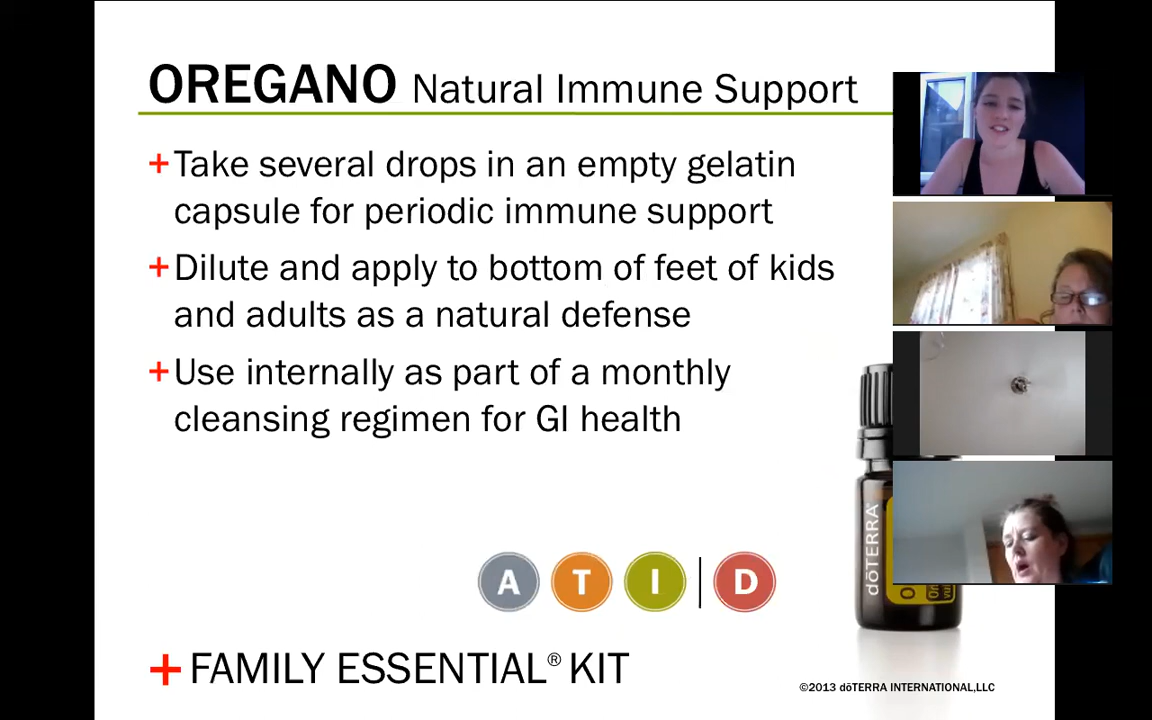 OREGANO Natural Immune Support
+Take several drops in an empty gelatin
capsule for periodic immune support
+Dilute and apply to bottom of feet of kids
and adults as a natural defense
+Use internally as part of a monthly
cleansing regimen for GI health
A T I | D
dōTERRA
+ FAMILY ESSENTIAL® KIT
©2013 dōTERRA INTERNATIONAL,LLC